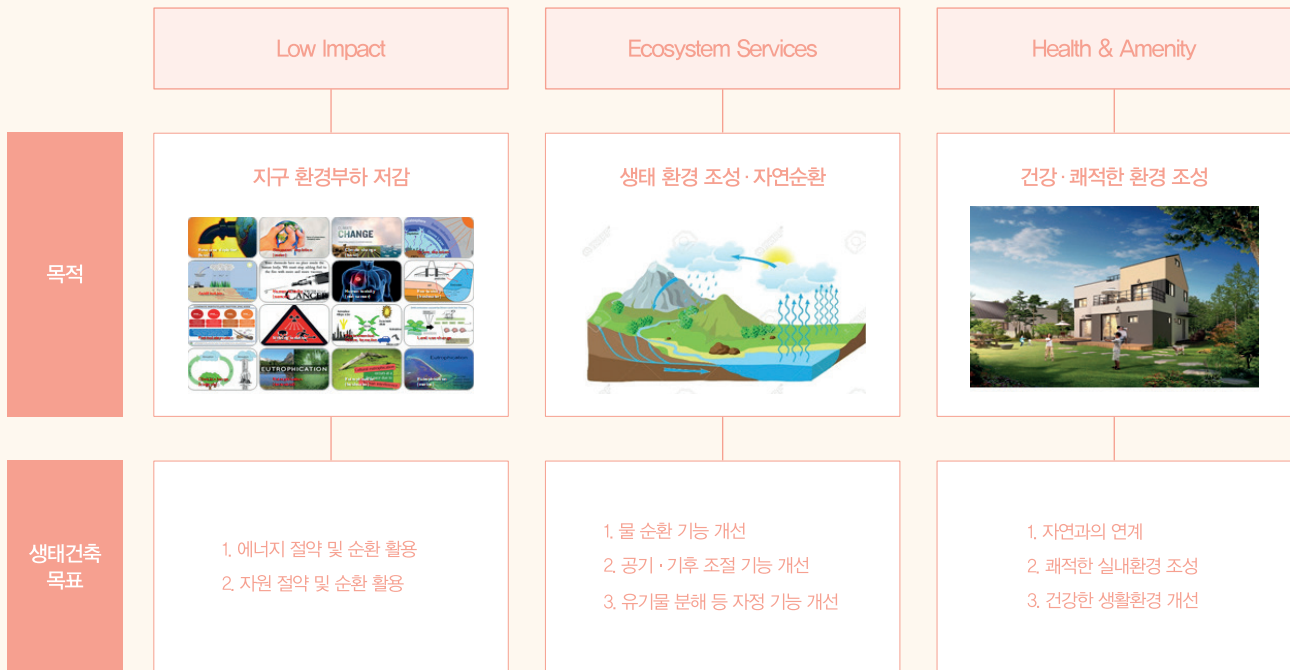 Low Impact
Ecosystem Services
Health & Amenity
목적
지구 환경부하 저감
생태 환경 조성 · 자연순환
건강 · 쾌적한 환경 조성
CHANGE
CANCER
EUTROPHICATION
Eutrophication
생태건축
목표
1. 에너지 절약 및 순환 활용
2. 자원 절약 및 순환 활용
1. 물 순환 기능 개선
2. 공기 · 기후 조절 기능 개선
3. 유기물 분해 등 자정 기능 개선
1. 자연과의 연계
2. 쾌적한 실내환경 조성
3. 건강한 생활환경 개선